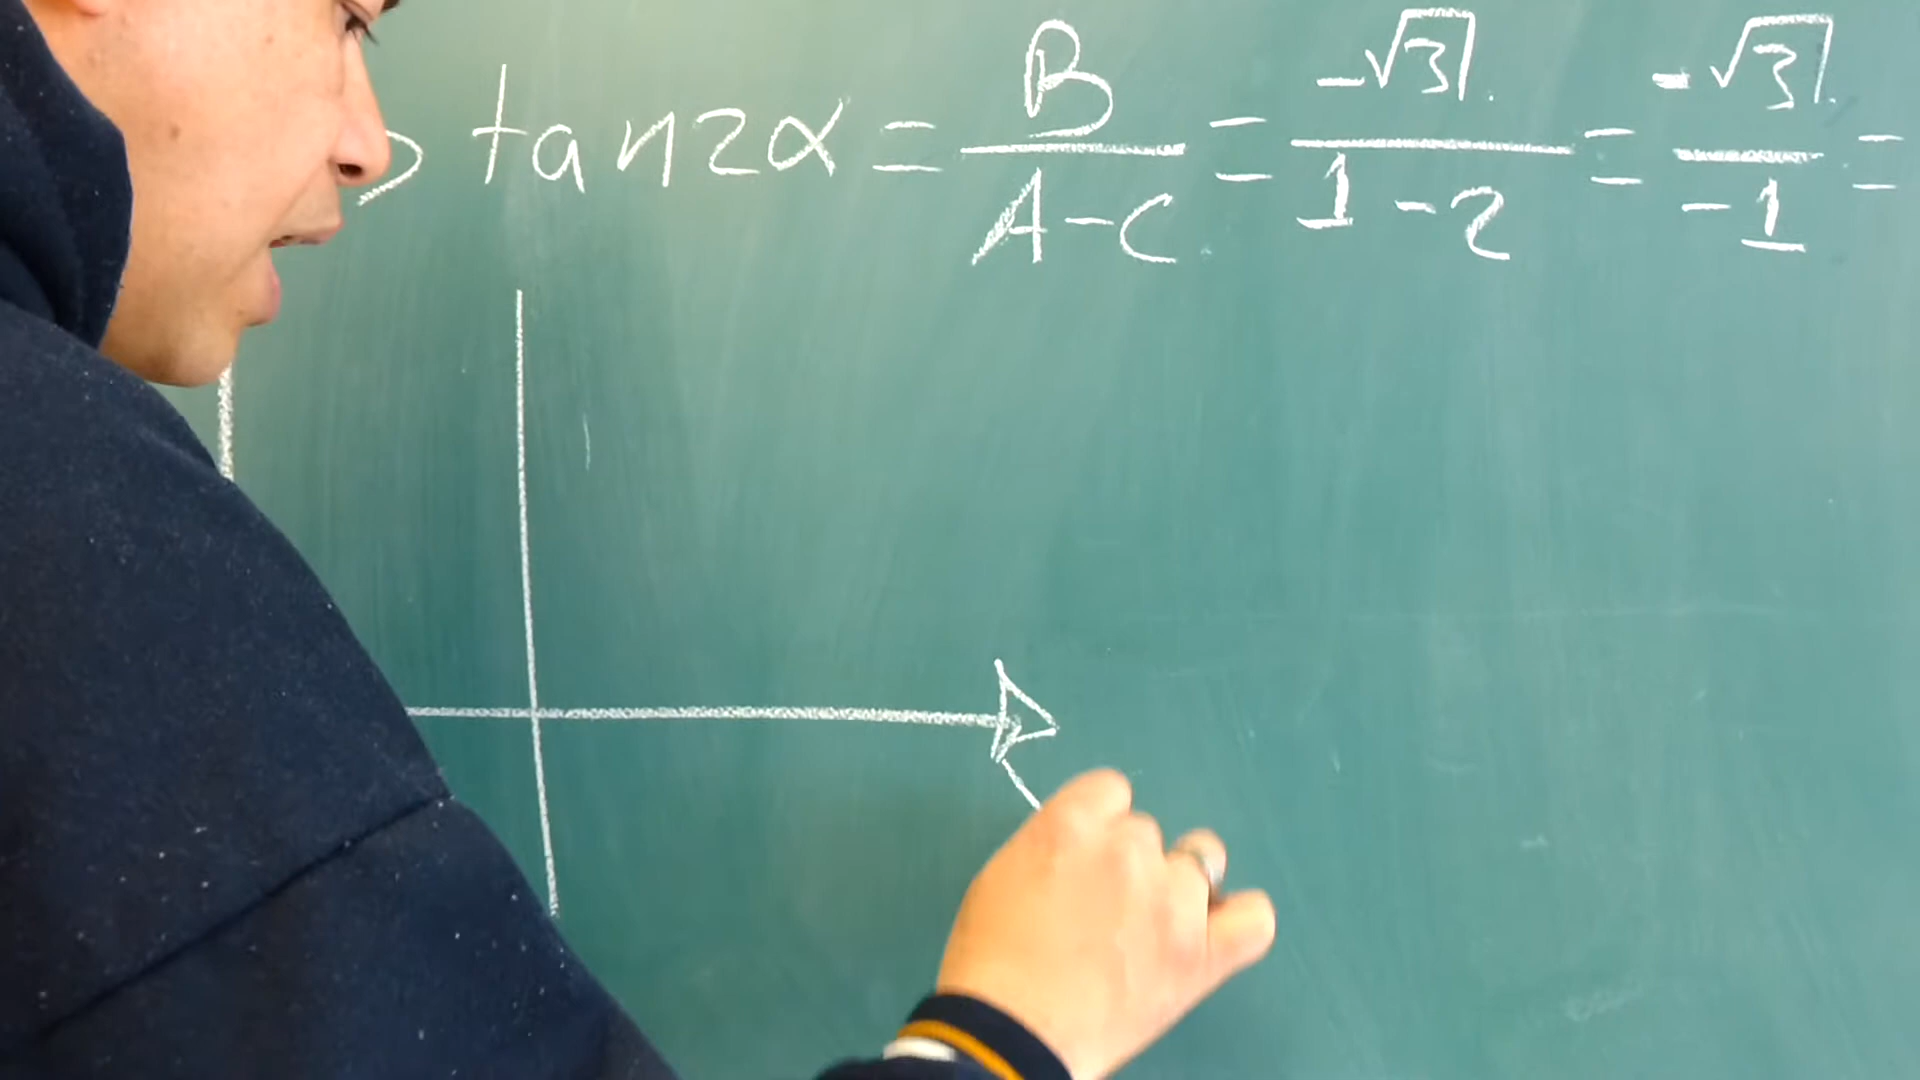 tan2α = B/(A-C) = -√3/(1-2) = -√3/-1 =